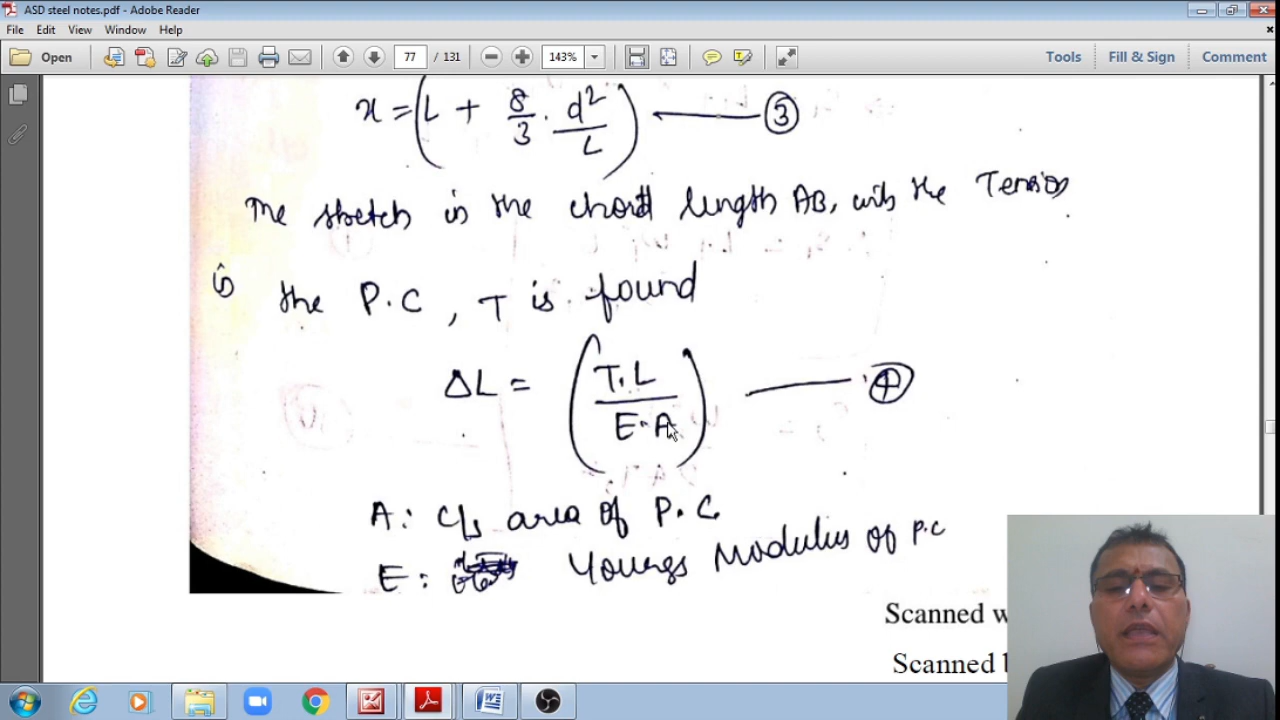 ASD steel notes.pdf - Adobe Reader
File Edit View Window Help
Open 77 / 131 143% Tools Fill & Sign Comment
x = (L + 8/3 · d²/L) ③
The stretch in the chord length AB, with the Tension
in the P.C, T is found
ΔL = (T.L / E.A) ④
A: C/s area of P.C.
E: Youngs Modulus of P.C
Scanned w
Scanned